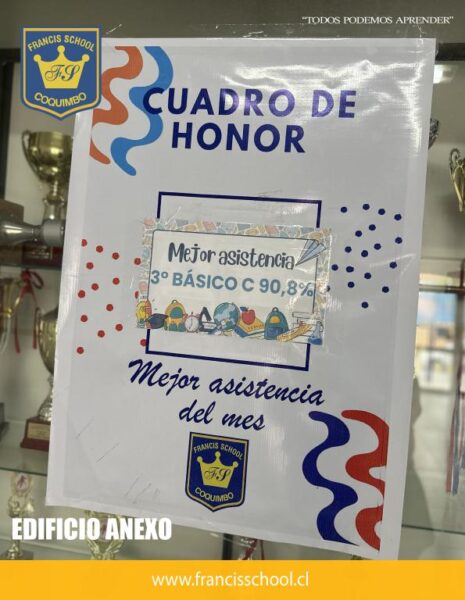 "TODOS PODEMOS APRENDER"
FRANCIS SCHOOL
FS
COQUIMBO
CUADRO DE
HONOR
Mejor asistencia
3º BÁSICO C 90,8%
Mejor asistencia
del mes
FRANCIS SCHOOL
FS
COQUIMBO
EDIFICIO ANEXO
www.francisschool.cl